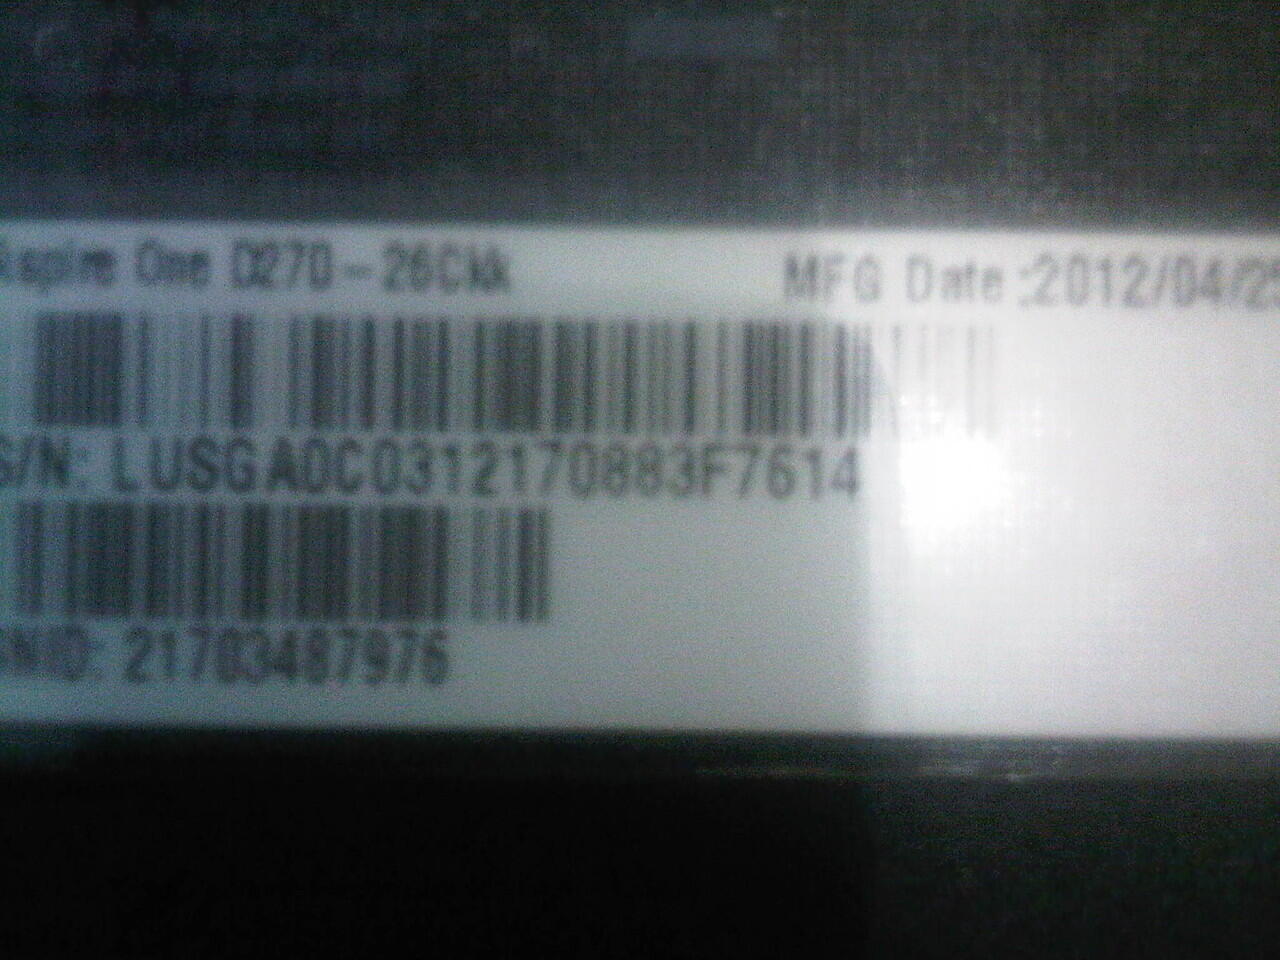 Aspire One D270-26Ckk MFG Date :2012/04/25
S/N: LUSGA0C0312170883F7614
SNID: 21703487976